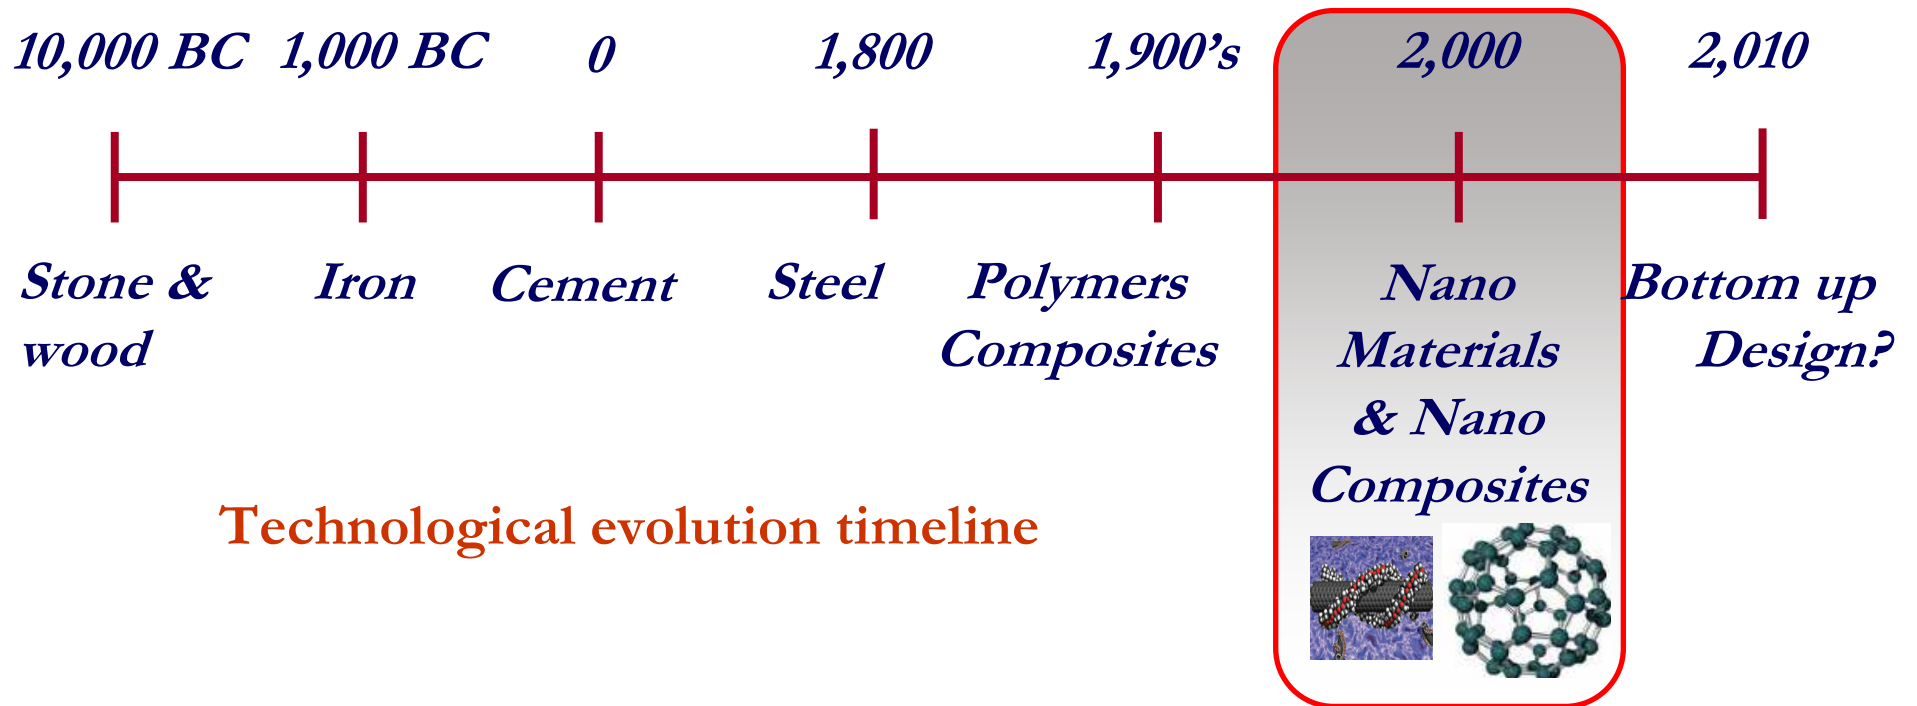 10,000 BC 1,000 BC 0 1,800 1,900’s 2,000 2,010
Stone & Iron Cement Steel Polymers Nano Bottom up
wood Composites Materials Design?
& Nano
Composites
Technological evolution timeline